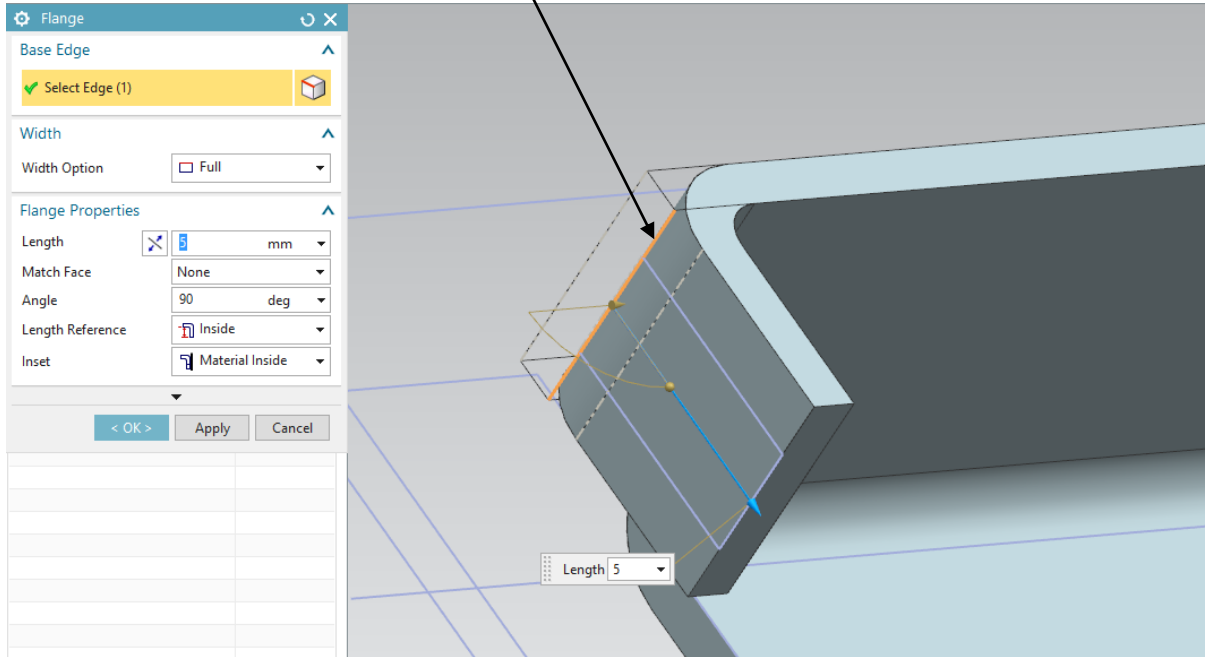 Flange
Base Edge
Select Edge (1)
Width
Width Option Full
Flange Properties
Length 5 mm
Match Face None
Angle 90 deg
Length Reference Inside
Inset Material Inside
< OK > Apply Cancel
Length 5